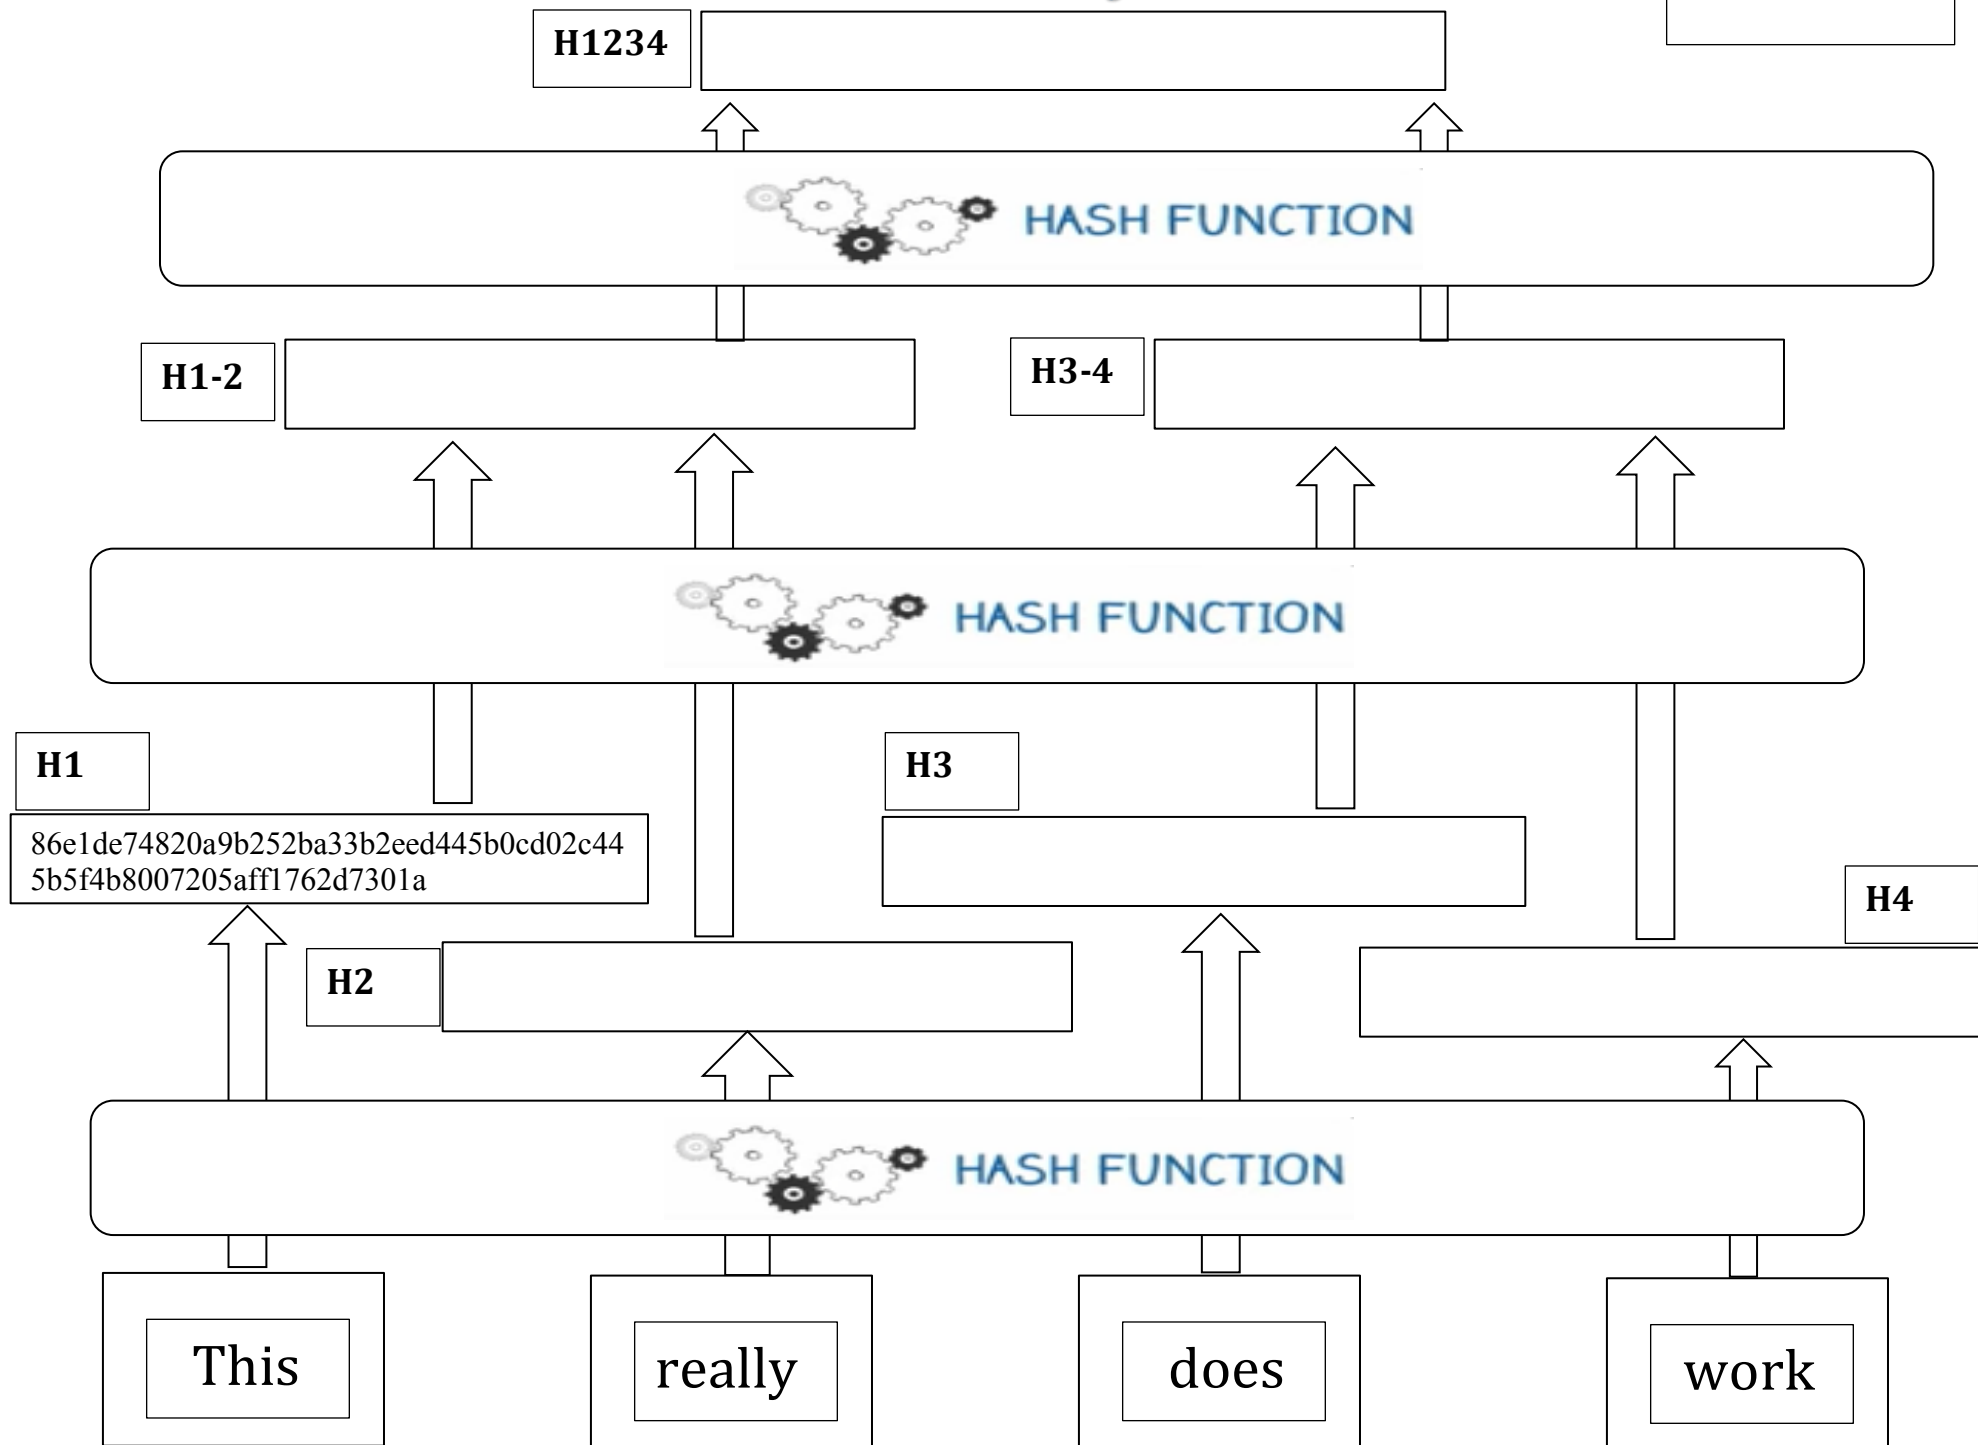 H1234
HASH FUNCTION
H1-2
H3-4
HASH FUNCTION
H1
H3
86e1de74820a9b252ba33b2eed445b0cd02c44
5b5f4b8007205aff1762d7301a
H4
H2
HASH FUNCTION
This
really
does
work